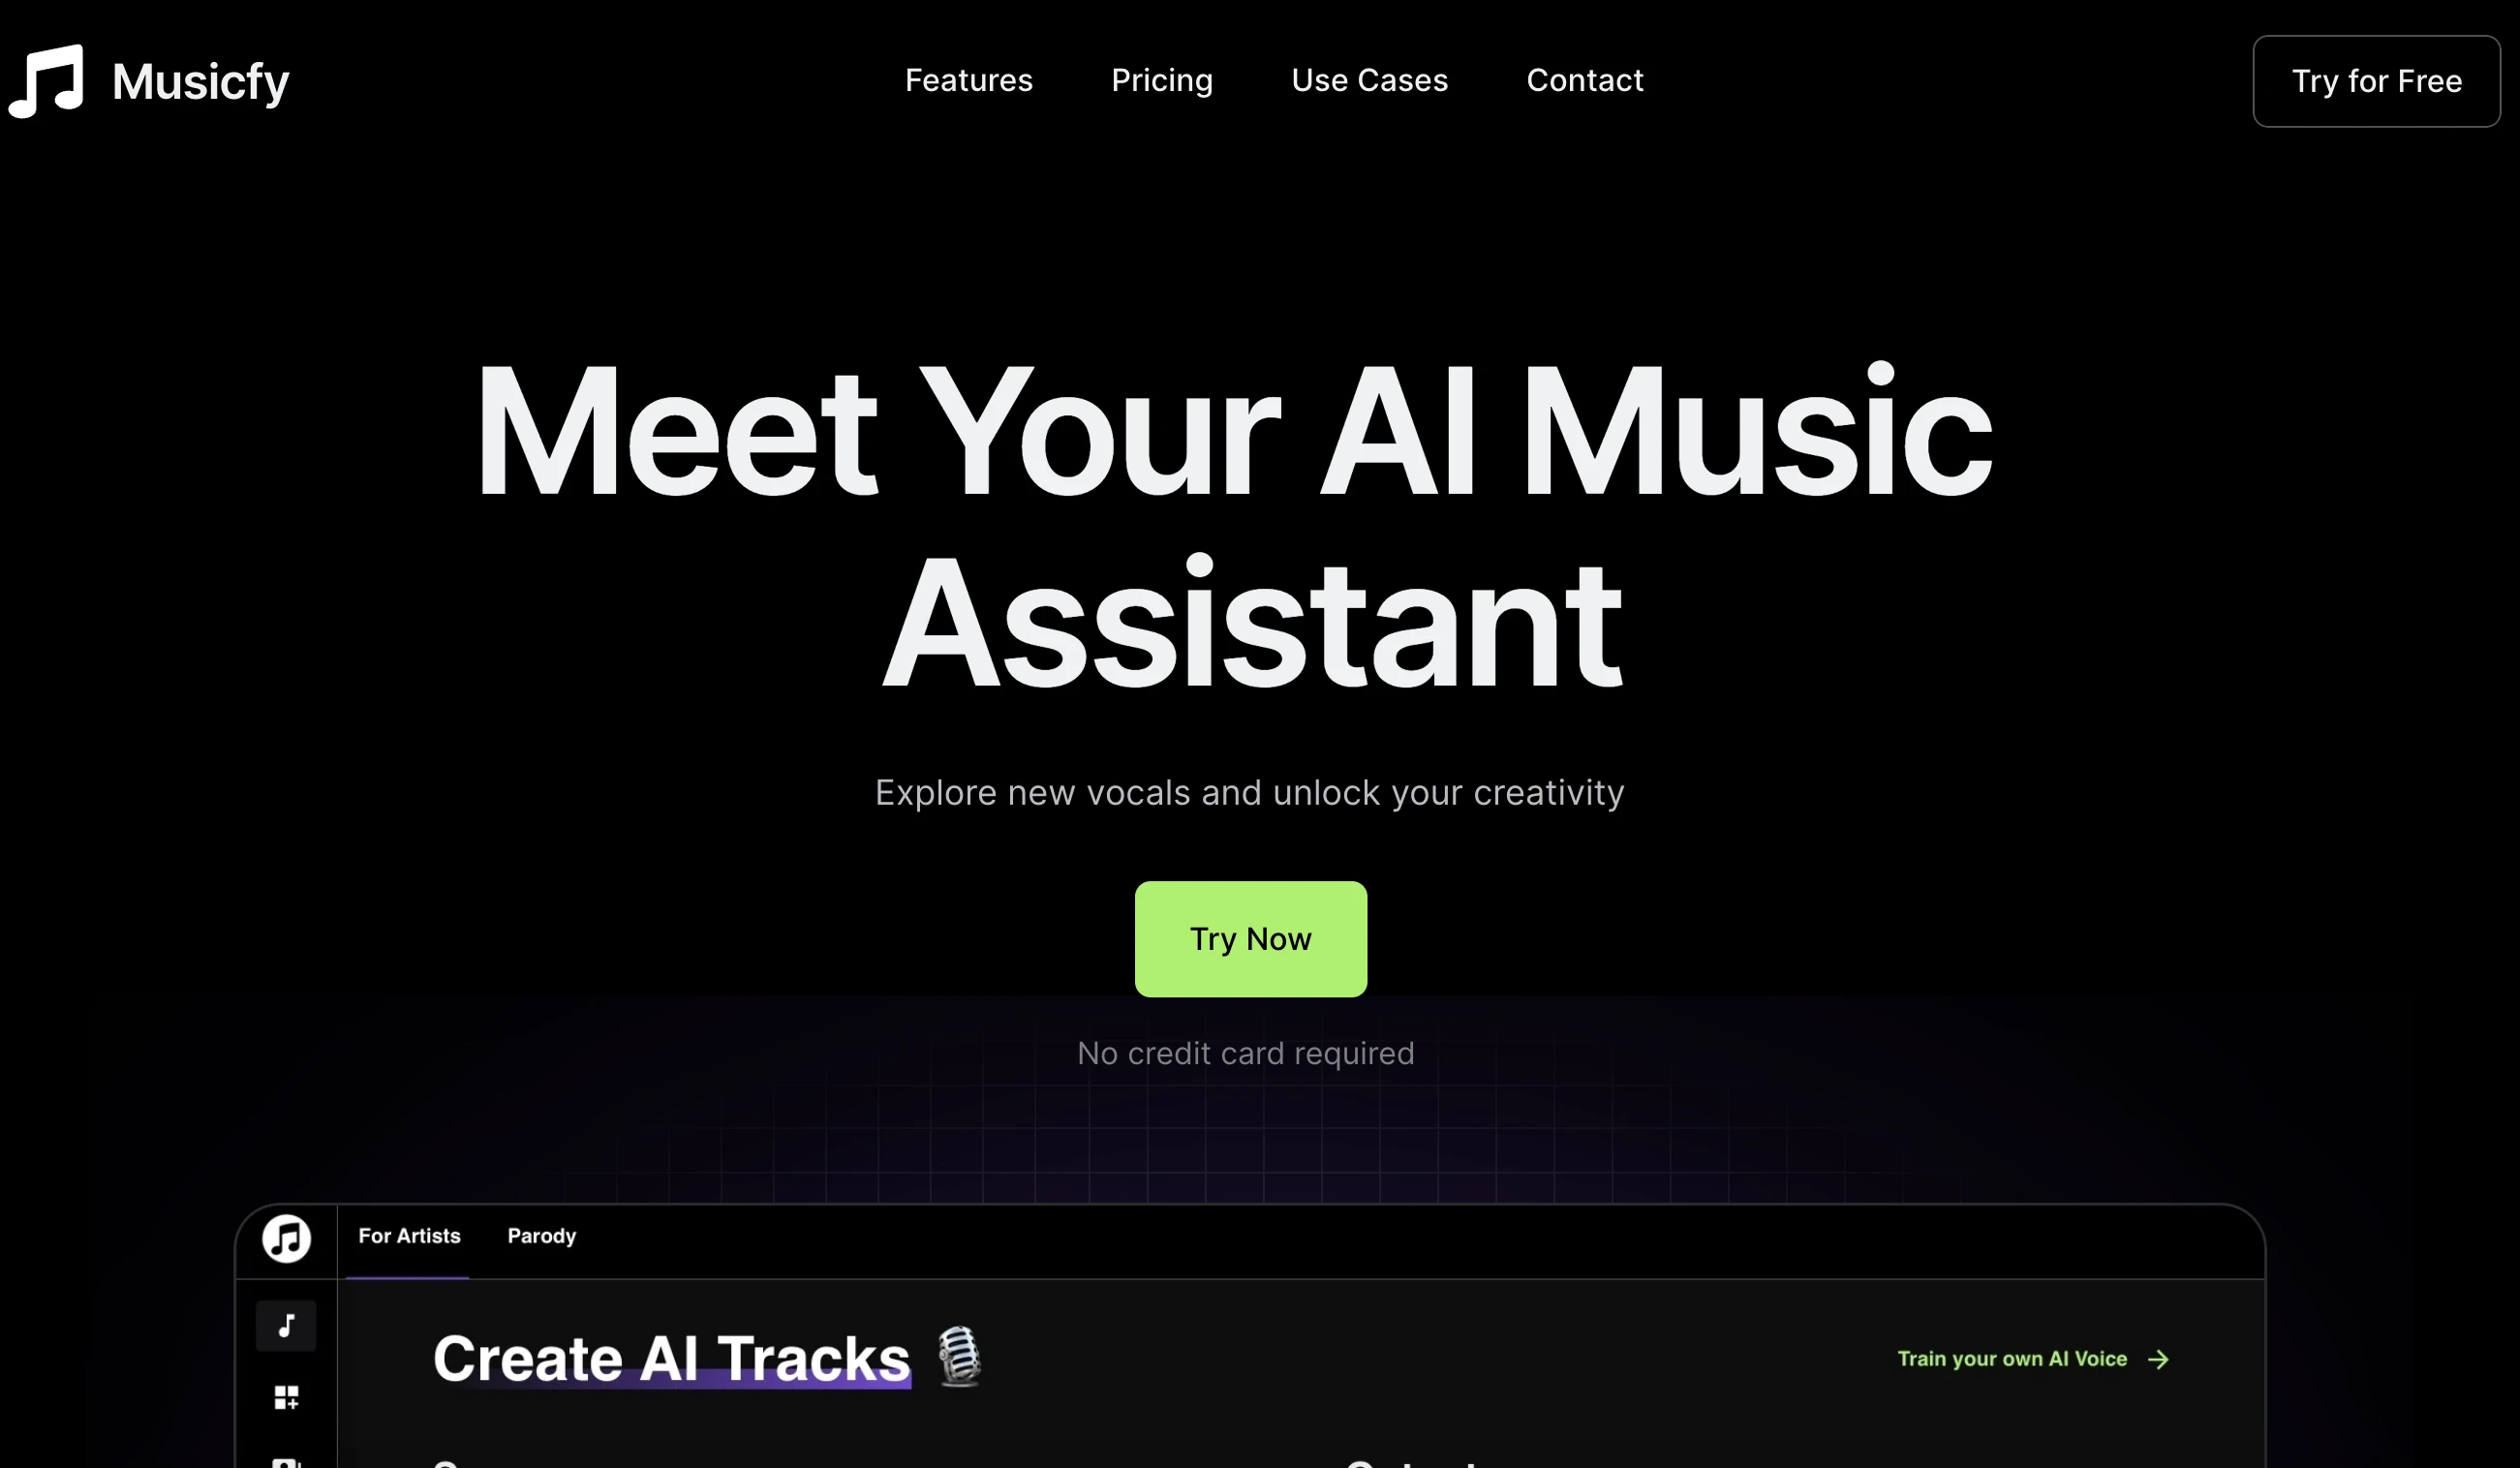 Musicfy
Features
Pricing
Use Cases
Contact
Try for Free
Meet Your AI Music
Assistant
Explore new vocals and unlock your creativity
Try Now
No credit card required
For Artists
Parody
Create AI Tracks
Train your own AI Voice